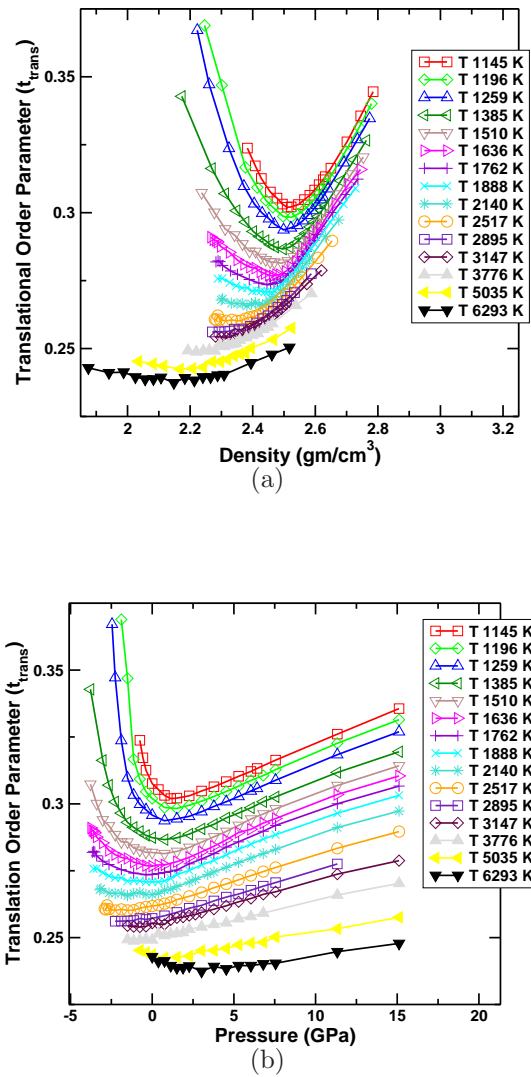 0.35
0.3
0.25
Translational Order Parameter (t_trans)
T 1145 K
T 1196 K
T 1259 K
T 1385 K
T 1510 K
T 1636 K
T 1762 K
T 1888 K
T 2140 K
T 2517 K
T 2895 K
T 3147 K
T 3776 K
T 5035 K
T 6293 K
2 2.2 2.4 2.6 2.8 3 3.2
Density (gm/cm³)
(a)
0.35
0.3
0.25
Translation Order Parameter (t_trans)
T 1145 K
T 1196 K
T 1259 K
T 1385 K
T 1510 K
T 1636 K
T 1762 K
T 1888 K
T 2140 K
T 2517 K
T 2895 K
T 3147 K
T 3776 K
T 5035 K
T 6293 K
-5 0 5 10 15 20
Pressure (GPa)
(b)